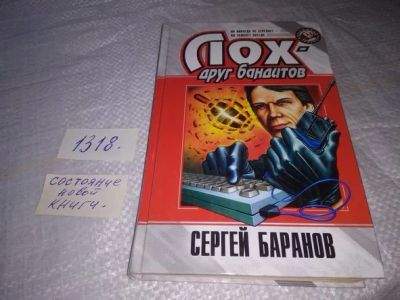 ЛОХ
друг бандитов
СЕРГЕЙ БАРАНОВ
1318.
состояние
новой
книги.